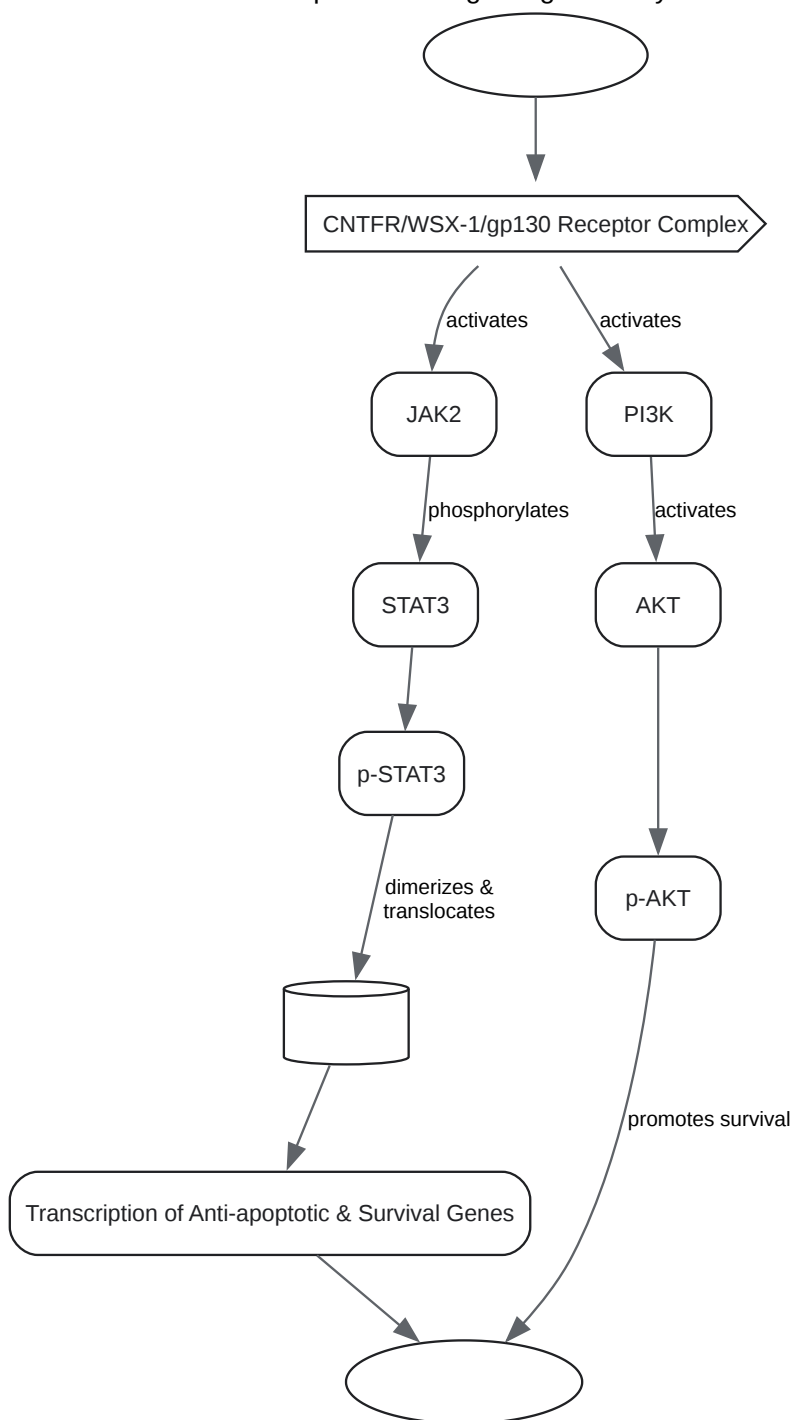 CNTFR/WSX-1/gp130 Receptor Complex
activates
activates
JAK2
PI3K
phosphorylates
activates
STAT3
AKT
p-STAT3
dimerizes &
translocates
p-AKT
promotes survival
Transcription of Anti-apoptotic & Survival Genes